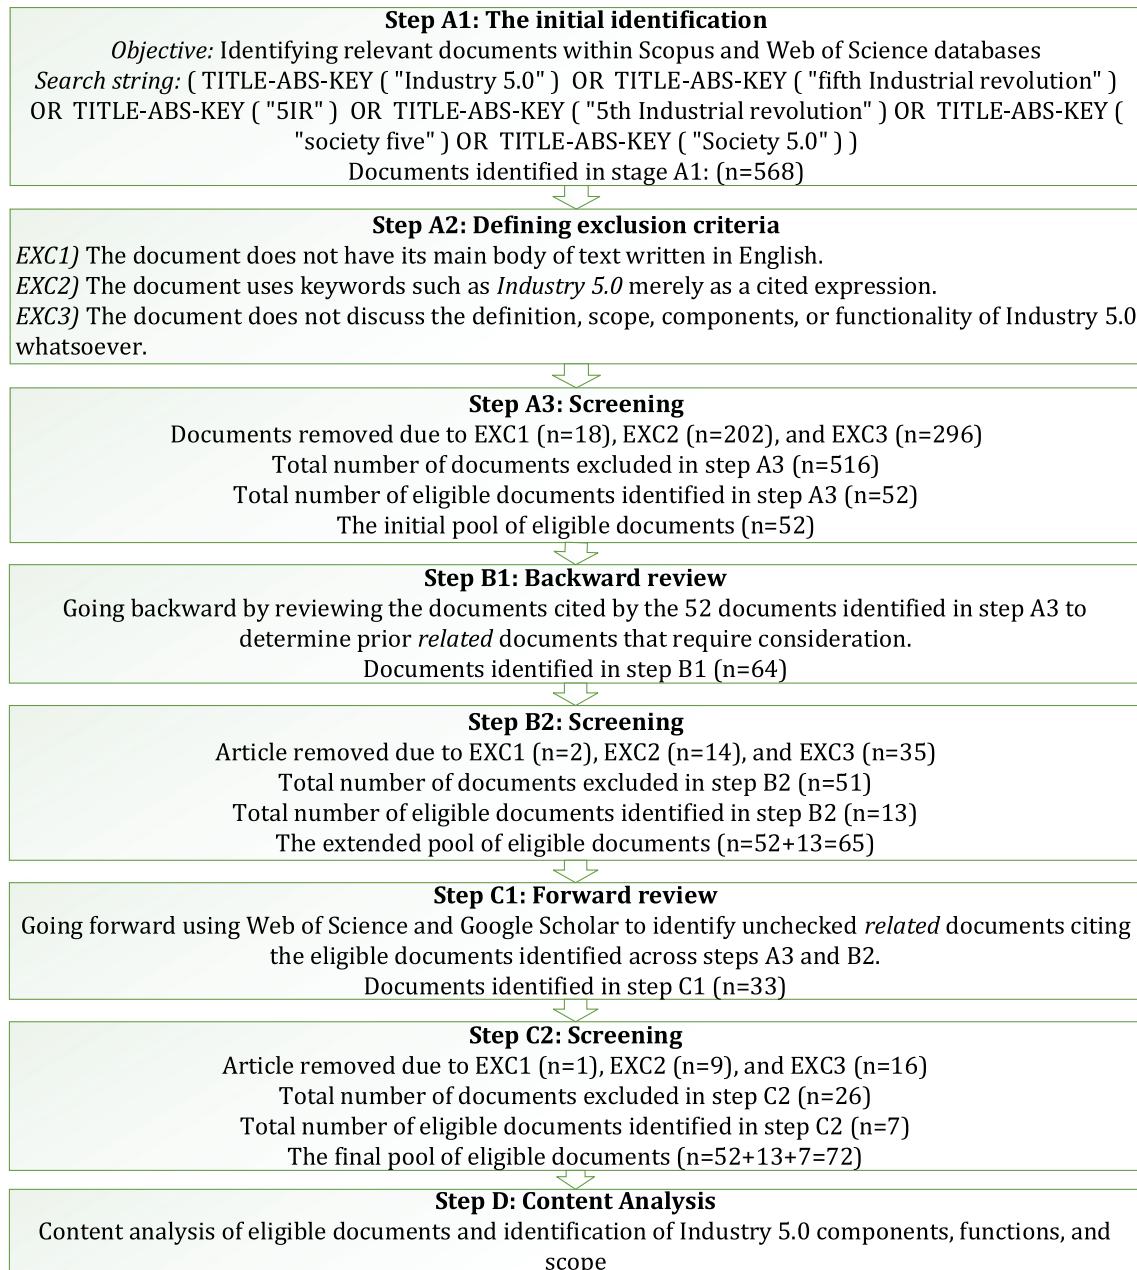 Step A1: The initial identification
Objective: Identifying relevant documents within Scopus and Web of Science databases
Search string: ( TITLE-ABS-KEY ( "Industry 5.0" ) OR TITLE-ABS-KEY ( "fifth Industrial revolution" )
OR TITLE-ABS-KEY ( "5IR" ) OR TITLE-ABS-KEY ( "5th Industrial revolution" ) OR TITLE-ABS-KEY (
"society five" ) OR TITLE-ABS-KEY ( "Society 5.0" ) )
Documents identified in stage A1: (n=568)
Step A2: Defining exclusion criteria
EXC1) The document does not have its main body of text written in English.
EXC2) The document uses keywords such as Industry 5.0 merely as a cited expression.
EXC3) The document does not discuss the definition, scope, components, or functionality of Industry 5.0
whatsoever.
Step A3: Screening
Documents removed due to EXC1 (n=18), EXC2 (n=202), and EXC3 (n=296)
Total number of documents excluded in step A3 (n=516)
Total number of eligible documents identified in step A3 (n=52)
The initial pool of eligible documents (n=52)
Step B1: Backward review
Going backward by reviewing the documents cited by the 52 documents identified in step A3 to
determine prior related documents that require consideration.
Documents identified in step B1 (n=64)
Step B2: Screening
Article removed due to EXC1 (n=2), EXC2 (n=14), and EXC3 (n=35)
Total number of documents excluded in step B2 (n=51)
Total number of eligible documents identified in step B2 (n=13)
The extended pool of eligible documents (n=52+13=65)
Step C1: Forward review
Going forward using Web of Science and Google Scholar to identify unchecked related documents citing
the eligible documents identified across steps A3 and B2.
Documents identified in step C1 (n=33)
Step C2: Screening
Article removed due to EXC1 (n=1), EXC2 (n=9), and EXC3 (n=16)
Total number of documents excluded in step C2 (n=26)
Total number of eligible documents identified in step C2 (n=7)
The final pool of eligible documents (n=52+13+7=72)
Step D: Content Analysis
Content analysis of eligible documents and identification of Industry 5.0 components, functions, and
scope